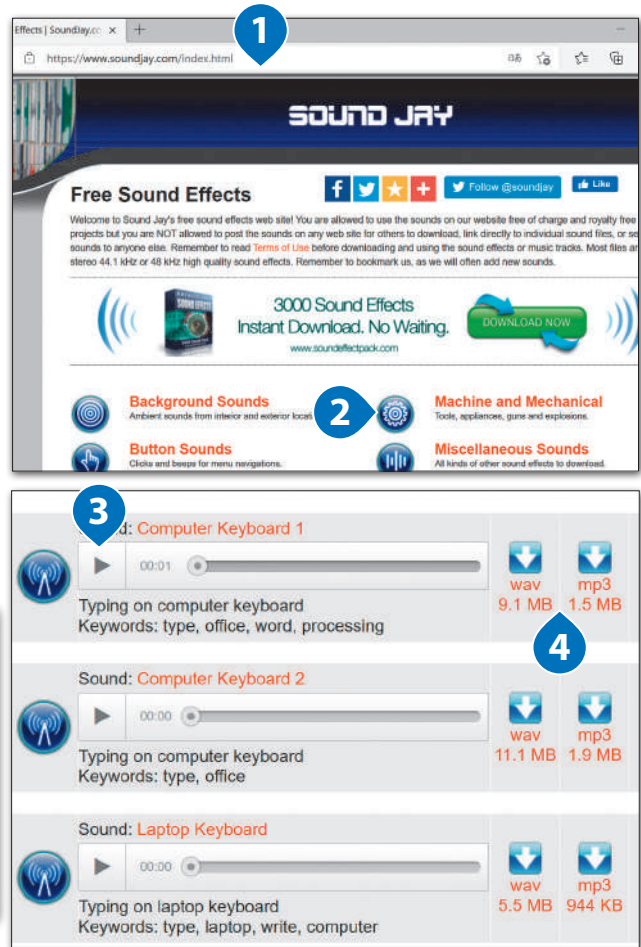 Effects | SoundJay.co × +
1
https://www.soundjay.com/index.html
SOUND JAY
Free Sound Effects
Follow @soundjay
Like
Welcome to Sound Jay's free sound effects web site! You are allowed to use the sounds on our website free of charge and royalty free
projects but you are NOT allowed to post the sounds on any web site for others to download, link directly to individual sound files, or se
sounds to anyone else. Remember to read Terms of Use before downloading and using the sound effects or music tracks. Most files ar
stereo 44.1 kHz or 48 kHz high quality sound effects. Remember to bookmark us, as we will often add new sounds.
SOUND EFFECTS
3000 Sound Effects
Instant Download. No Waiting.
www.soundeffectpack.com
DOWNLOAD NOW
Background Sounds
Ambient sounds from interior and exterior locat
2
Machine and Mechanical
Tools, appliances, guns and explosions.
Button Sounds
Clicks and beeps for menu navigations.
Miscellaneous Sounds
All kinds of other sound effects to download.
3
d: Computer Keyboard 1
00:01
wav
9.1 MB
mp3
1.5 MB
Typing on computer keyboard
Keywords: type, office, word, processing
4
Sound: Computer Keyboard 2
00:00
wav
11.1 MB
mp3
1.9 MB
Typing on computer keyboard
Keywords: type, office
Sound: Laptop Keyboard
00:00
wav
5.5 MB
mp3
944 KB
Typing on laptop keyboard
Keywords: type, laptop, write, computer